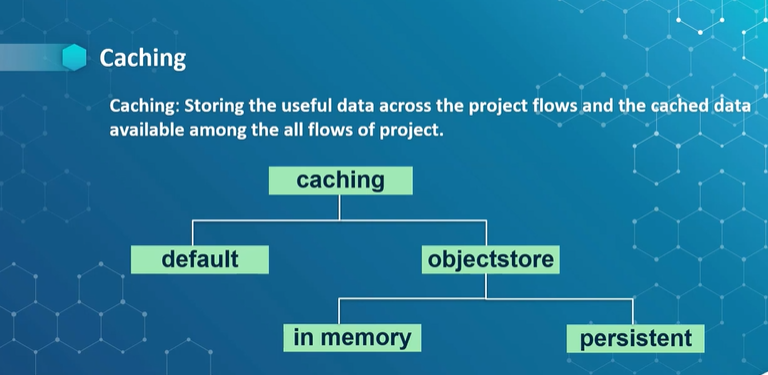 Caching
Caching: Storing the useful data across the project flows and the cached data
available among the all flows of project.
caching
default
objectstore
in memory
persistent